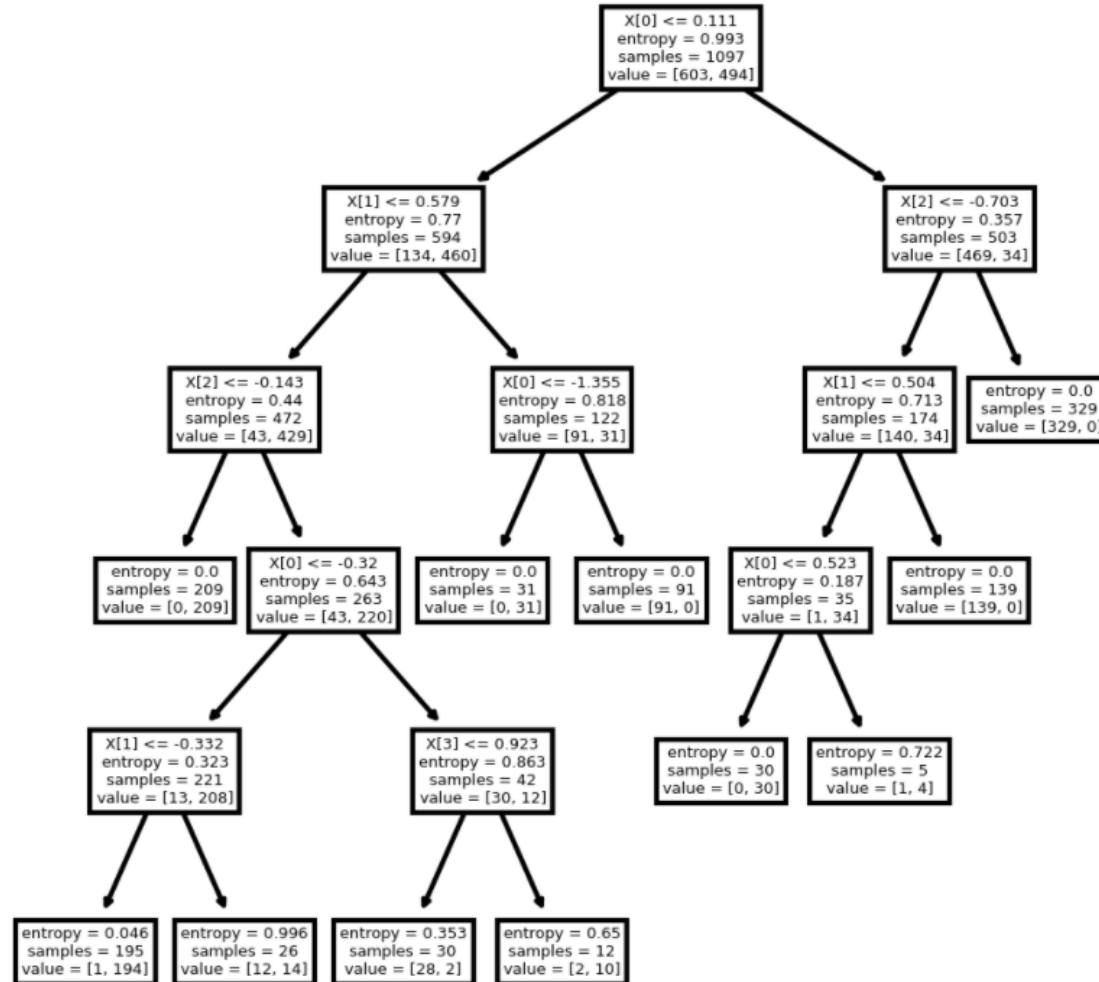 X[0] <= 0.111
entropy = 0.993
samples = 1097
value = [603, 494]
X[1] <= 0.579
entropy = 0.77
samples = 594
value = [134, 460]
X[2] <= -0.703
entropy = 0.357
samples = 503
value = [469, 34]
X[2] <= -0.143
entropy = 0.44
samples = 472
value = [43, 429]
X[0] <= -1.355
entropy = 0.818
samples = 122
value = [91, 31]
X[1] <= 0.504
entropy = 0.713
samples = 174
value = [140, 34]
entropy = 0.0
samples = 329
value = [329, 0]
entropy = 0.0
samples = 209
value = [0, 209]
X[0] <= -0.32
entropy = 0.643
samples = 263
value = [43, 220]
entropy = 0.0
samples = 31
value = [0, 31]
entropy = 0.0
samples = 91
value = [91, 0]
X[0] <= 0.523
entropy = 0.187
samples = 35
value = [1, 34]
entropy = 0.0
samples = 139
value = [139, 0]
X[1] <= -0.332
entropy = 0.323
samples = 221
value = [13, 208]
X[3] <= 0.923
entropy = 0.863
samples = 42
value = [30, 12]
entropy = 0.0
samples = 30
value = [0, 30]
entropy = 0.722
samples = 5
value = [1, 4]
entropy = 0.046
samples = 195
value = [1, 194]
entropy = 0.996
samples = 26
value = [12, 14]
entropy = 0.353
samples = 30
value = [28, 2]
entropy = 0.65
samples = 12
value = [2, 10]